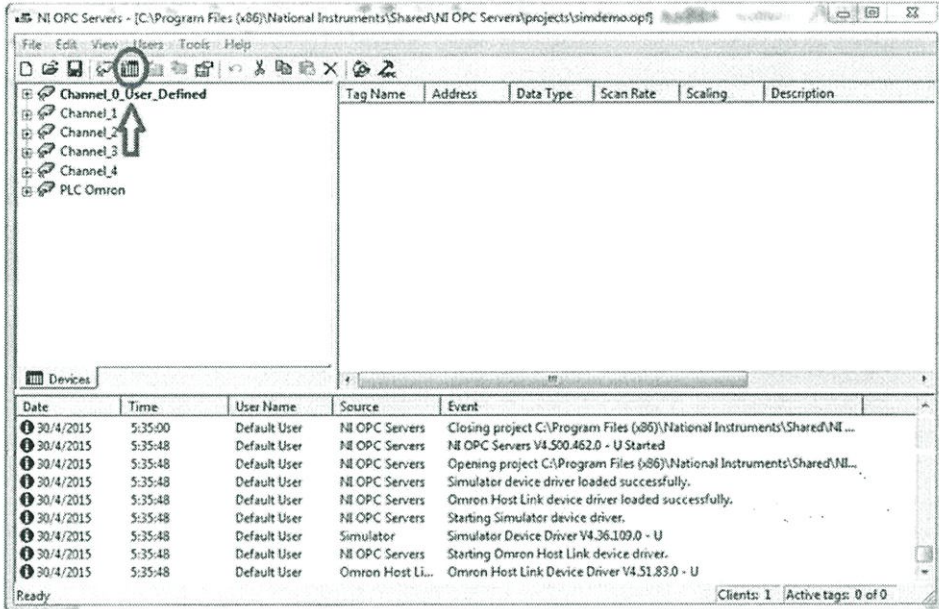 NI OPC Servers - [C:\Program Files (x86)\National Instruments\Shared\NI OPC Servers\projects\simdemo.opf]
File Edit View Users Tools Help
Channel_0_User_Defined
Channel_1
Channel_2
Channel_3
Channel_4
PLC Omron
Tag Name Address Data Type Scan Rate Scaling Description
Devices
Date Time User Name Source Event
30/4/2015 5:35:00 Default User NI OPC Servers Closing project C:\Program Files (x86)\National Instruments\Shared\NI ...
30/4/2015 5:35:48 Default User NI OPC Servers NI OPC Servers V4.500.462.0 - U Started
30/4/2015 5:35:48 Default User NI OPC Servers Opening project C:\Program Files (x86)\National Instruments\Shared\NI...
30/4/2015 5:35:48 Default User NI OPC Servers Simulator device driver loaded successfully.
30/4/2015 5:35:48 Default User NI OPC Servers Omron Host Link device driver loaded successfully.
30/4/2015 5:35:48 Default User NI OPC Servers Starting Simulator device driver.
30/4/2015 5:35:48 Default User Simulator Simulator Device Driver V4.36.109.0 - U
30/4/2015 5:35:48 Default User NI OPC Servers Starting Omron Host Link device driver.
30/4/2015 5:35:48 Default User Omron Host Li... Omron Host Link Device Driver V4.51.83.0 - U
Ready Clients: 1 Active tags: 0 of 0